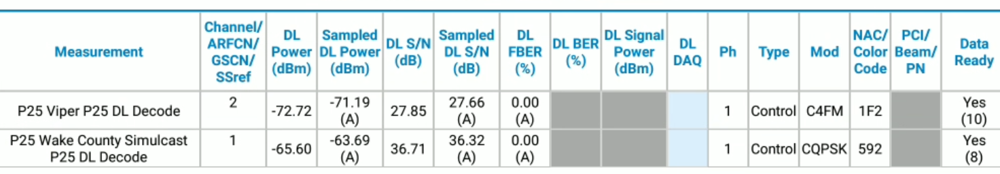 Measurement
Channel/
ARFCN/
GSCN/
SSref
DL
Power
(dBm)
Sampled
DL Power
(dBm)
DL S/N
(dB)
Sampled
DL S/N
(dB)
DL
FBER
(%)
DL BER
(%)
DL Signal
Power
(dBm)
DL
DAQ
Ph
Type
Mod
NAC/
Color
Code
PCI/
Beam/
PN
Data
Ready
P25 Viper P25 DL Decode
2
-72.72
-71.19
(A)
27.85
27.66
(A)
0.00
(A)
1
Control
C4FM
1F2
Yes
(10)
P25 Wake County Simulcast
P25 DL Decode
1
-65.60
-63.69
(A)
36.71
36.32
(A)
0.00
(A)
1
Control
CQPSK
592
Yes
(8)